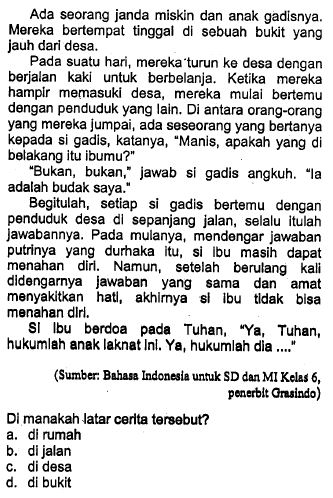 Ada seorang janda miskin dan anak gadisnya.
Mereka bertempat tinggal di sebuah bukit yang
jauh dari desa.
Pada suatu hari, mereka turun ke desa dengan
berjalan kaki untuk berbelanja. Ketika mereka
hampir memasuki desa, mereka mulai bertemu
dengan penduduk yang lain. Di antara orang-orang
yang mereka jumpai, ada seseorang yang bertanya
kepada si gadis, katanya, "Manis, apakah yang di
belakang itu ibumu?"
"Bukan, bukan," jawab si gadis angkuh. "Ia
adalah budak saya."
Begitulah, setiap si gadis bertemu dengan
penduduk desa di sepanjang jalan, selalu itulah
jawabannya. Pada mulanya, mendengar jawaban
putrinya yang durhaka itu, si ibu masih dapat
menahan diri. Namun, setelah berulang kali
didengarnya jawaban yang sama dan amat
menyakitkan hati, akhirnya si ibu tidak bisa
menahan diri.
Si ibu berdoa pada Tuhan, "Ya, Tuhan,
hukumlah anak laknat ini. Ya, hukumlah dia ...."
(Sumber: Bahasa Indonesia untuk SD dan MI Kelas 6,
penerbit Grasindo)
Di manakah latar cerita tersebut?
a. di rumah
b. di jalan
c. di desa
d. di bukit